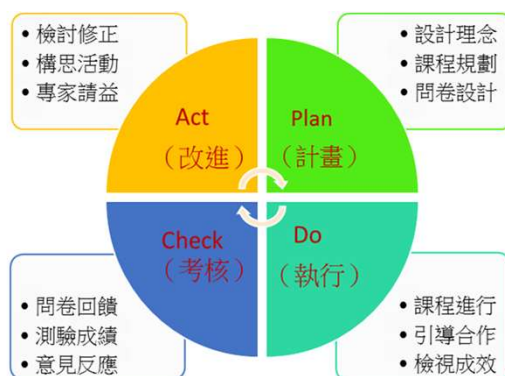 • 檢討修正
• 構思活動
• 專家請益
• 設計理念
• 課程規劃
• 問卷設計
Act
（改進）
Plan
（計畫）
Check
（考核）
Do
（執行）
• 問卷回饋
• 測驗成績
• 意見反應
• 課程進行
• 引導合作
• 檢視成效